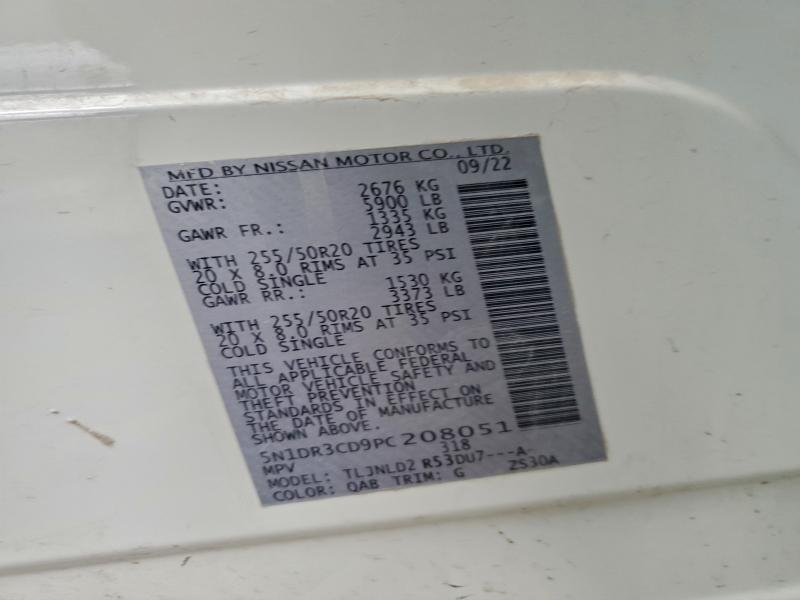 MFD BY NISSAN MOTOR CO., LTD.
DATE: 09/22
GVWR: 2676 KG
5900 LB
GAWR FR.: 1335 KG
2943 LB
WITH 255/50R20 TIRES
20 X 8.0 RIMS AT 35 PSI
COLD SINGLE
GAWR RR.: 1530 KG
3373 LB
WITH 255/50R20 TIRES
20 X 8.0 RIMS AT 35 PSI
COLD SINGLE
THIS VEHICLE CONFORMS TO
ALL APPLICABLE FEDERAL
MOTOR VEHICLE SAFETY AND
THEFT PREVENTION
STANDARDS IN EFFECT ON
THE DATE OF MANUFACTURE
SHOWN ABOVE.
5N1DR3CD9PC208051
MPV 318
MODEL: TLJNLD2 R53DU7---A-
COLOR: QAB TRIM: G ZS30A